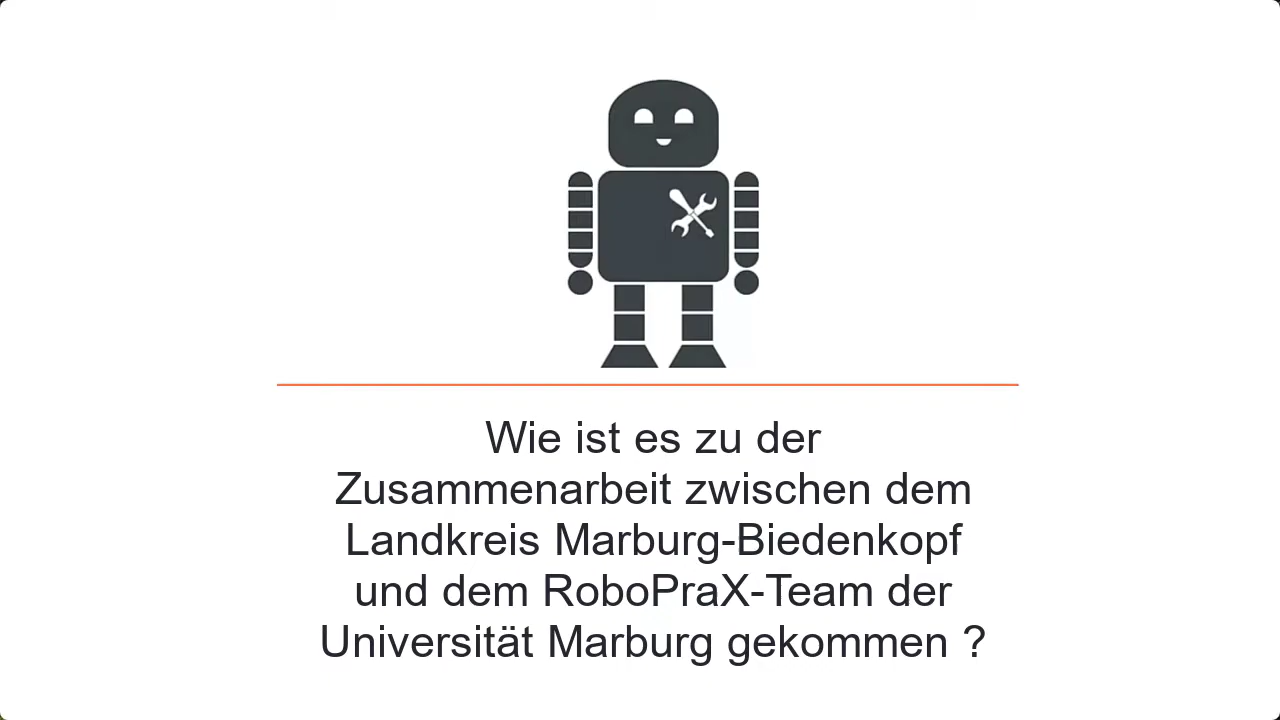 Wie ist es zu der
Zusammenarbeit zwischen dem
Landkreis Marburg-Biedenkopf
und dem RoboPraX-Team der
Universität Marburg gekommen ?